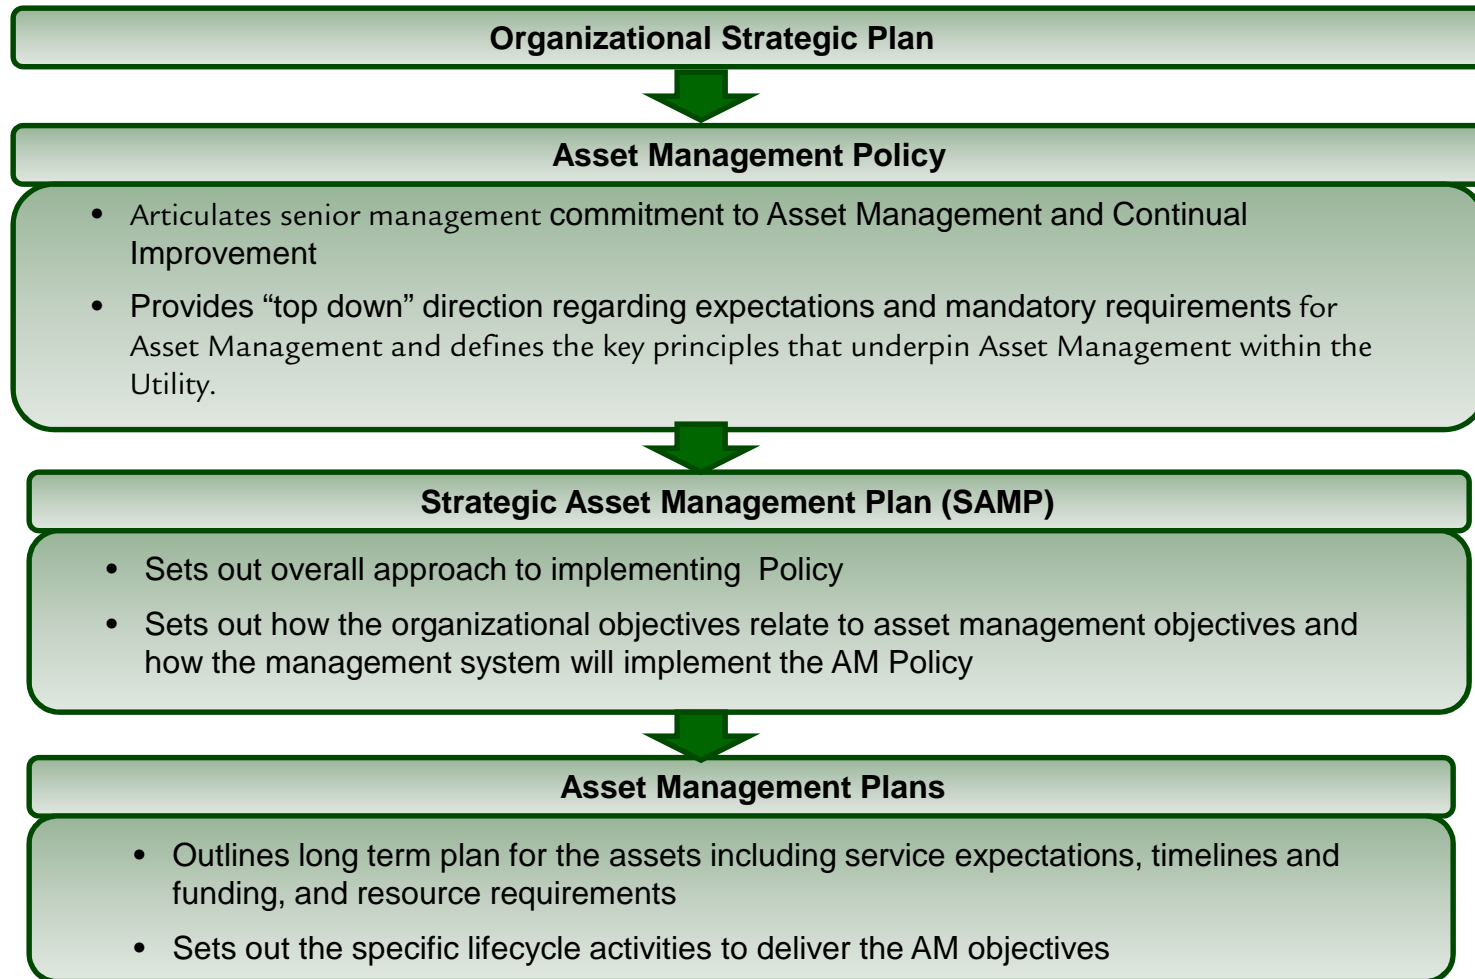 Organizational Strategic Plan
Asset Management Policy
• Articulates senior management commitment to Asset Management and Continual
Improvement
• Provides “top down” direction regarding expectations and mandatory requirements for
Asset Management and defines the key principles that underpin Asset Management within the
Utility.
Strategic Asset Management Plan (SAMP)
• Sets out overall approach to implementing  Policy
• Sets out how the organizational objectives relate to asset management objectives and
how the management system will implement the AM Policy
Asset Management Plans
• Outlines long term plan for the assets including service expectations, timelines and
funding, and resource requirements
• Sets out the specific lifecycle activities to deliver the AM objectives